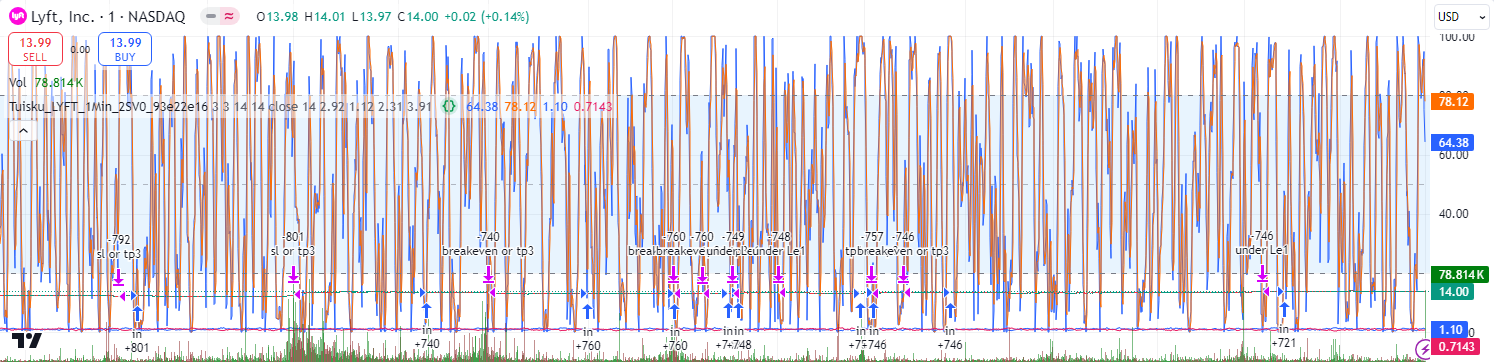 Lyft, Inc. · 1 · NASDAQ O13.98 H14.01 L13.97 C14.00 +0.02 (+0.14%)
USD
13.99 SELL 0.00 13.99 BUY
Vol 78.814K
Tuisku_LYFT_1Min_2SV0_93e22e16 3 3 14 14 close 14 2.92 1.12 2.31 3.91 64.38 78.12 1.10 0.7143
100.00
78.12
64.38
60.00
40.00
78.814K
14.00
1.10
0.7143
-792
sl or tp3
-801
sl or tp3
-740
breakeven or tp3
-760
-760
-749
-748
under Le1
-757
-746
breakeven or tp3
-746
under Le1
in
+801
in
+740
in
+760
in
+760
in in
+748
in in
+746
in
+746
in
+721